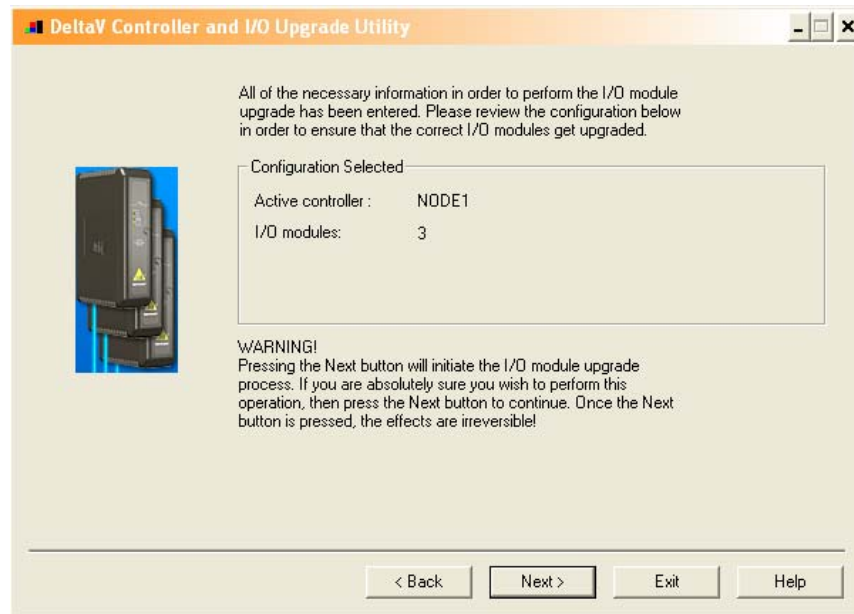 DeltaV Controller and I/O Upgrade Utility
All of the necessary information in order to perform the I/O module
upgrade has been entered. Please review the configuration below
in order to ensure that the correct I/O modules get upgraded.
Configuration Selected
Active controller : NODE1
I/O modules: 3
WARNING!
Pressing the Next button will initiate the I/O module upgrade
process. If you are absolutely sure you wish to perform this
operation, then press the Next button to continue. Once the Next
button is pressed, the effects are irreversible!
< Back Next > Exit Help